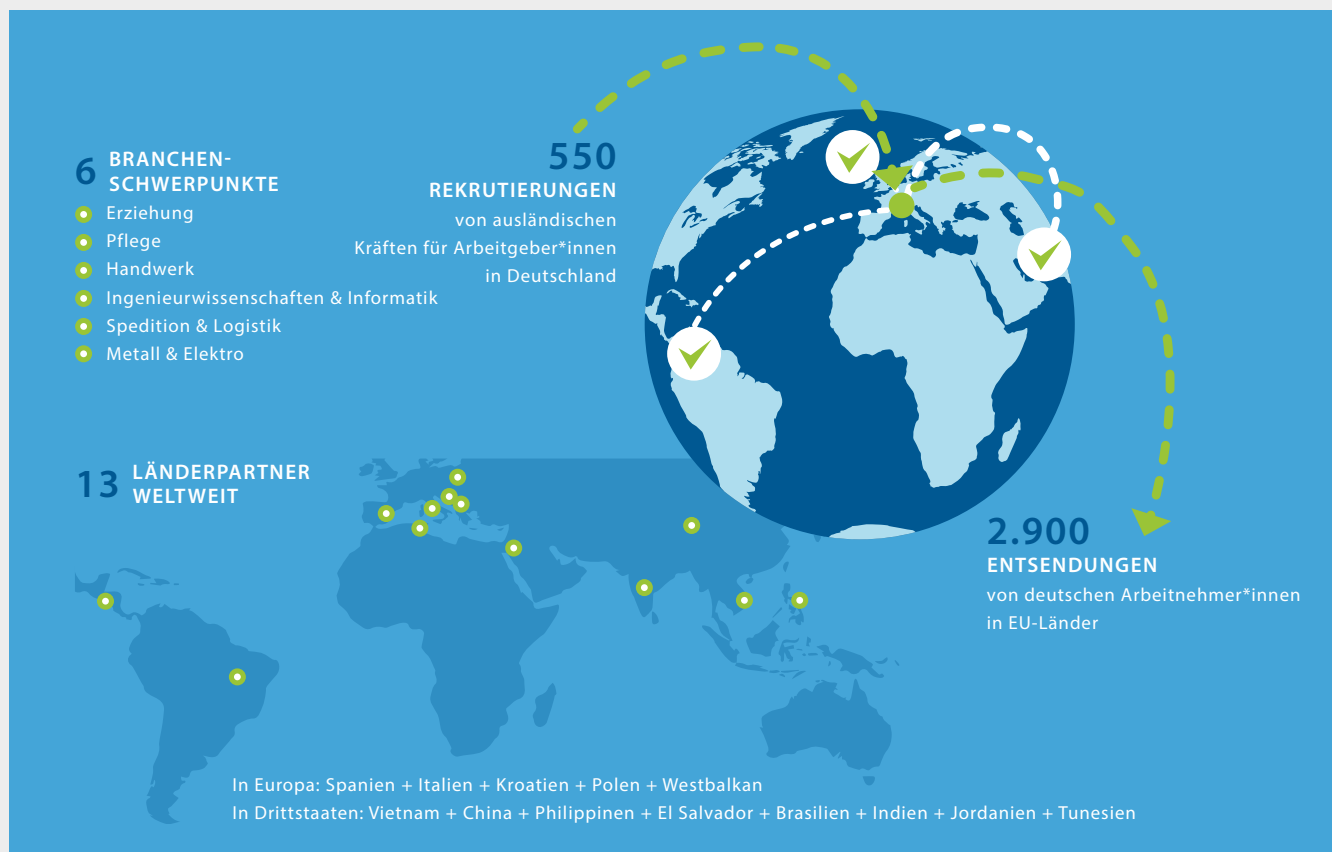 6 BRANCHEN-
SCHWERPUNKTE
Erziehung
Pflege
Handwerk
Ingenieurwissenschaften & Informatik
Spedition & Logistik
Metall & Elektro
550
REKRUTIERUNGEN
von ausländischen
Kräften für Arbeitgeber*innen
in Deutschland
13 LÄNDERPARTNER
WELTWEIT
2.900
ENTSENDUNGEN
von deutschen Arbeitnehmer*innen
in EU-Länder
In Europa: Spanien + Italien + Kroatien + Polen + Westbalkan
In Drittstaaten: Vietnam + China + Philippinen + El Salvador + Brasilien + Indien + Jordanien + Tunesien